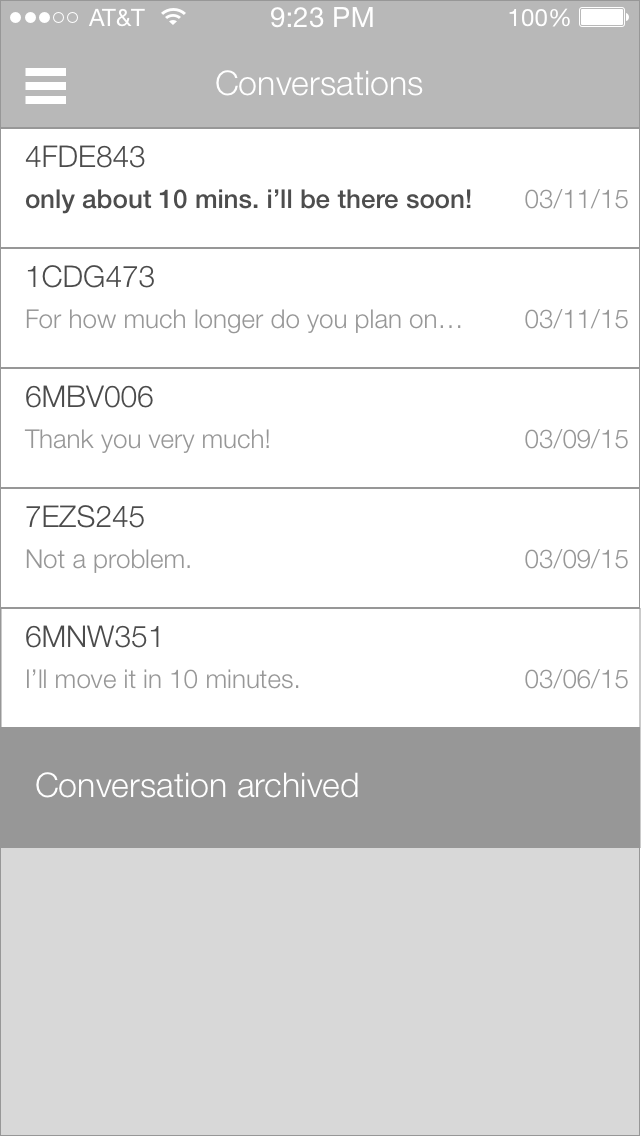 AT&T 9:23 PM 100%
Conversations
4FDE843
only about 10 mins. i’ll be there soon! 03/11/15
1CDG473
For how much longer do you plan on… 03/11/15
6MBV006
Thank you very much! 03/09/15
7EZS245
Not a problem. 03/09/15
6MNW351
I’ll move it in 10 minutes. 03/06/15
Conversation archived